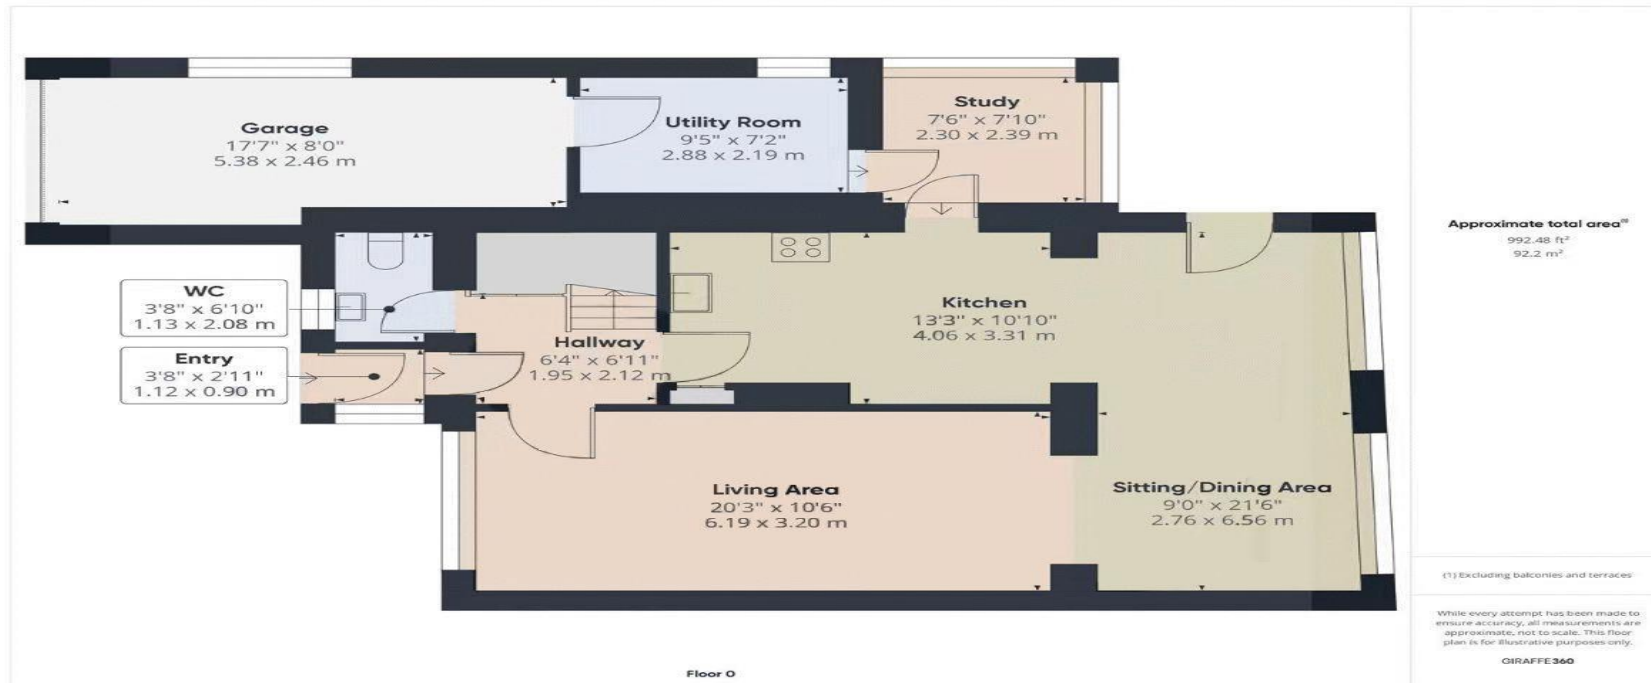 Garage
17'7" x 8'0"
5.38 x 2.46 m
Utility Room
9'5" x 7'2"
2.88 x 2.19 m
Study
7'6" x 7'10"
2.30 x 2.39 m
WC
3'8" x 6'10"
1.13 x 2.08 m
Entry
3'8" x 2'11"
1.12 x 0.90 m
Hallway
6'4" x 6'11"
1.95 x 2.12 m
Kitchen
13'3" x 10'10"
4.06 x 3.31 m
Living Area
20'3" x 10'6"
6.19 x 3.20 m
Sitting/Dining Area
9'0" x 21'6"
2.76 x 6.56 m
Floor 0
Approximate total area⁽¹⁾
992.48 ft²
92.2 m²
(1) Excluding balconies and terraces
While every attempt has been made to
ensure accuracy, all measurements are
approximate, not to scale. This floor
plan is for illustrative purposes only.
GIRAFFE360